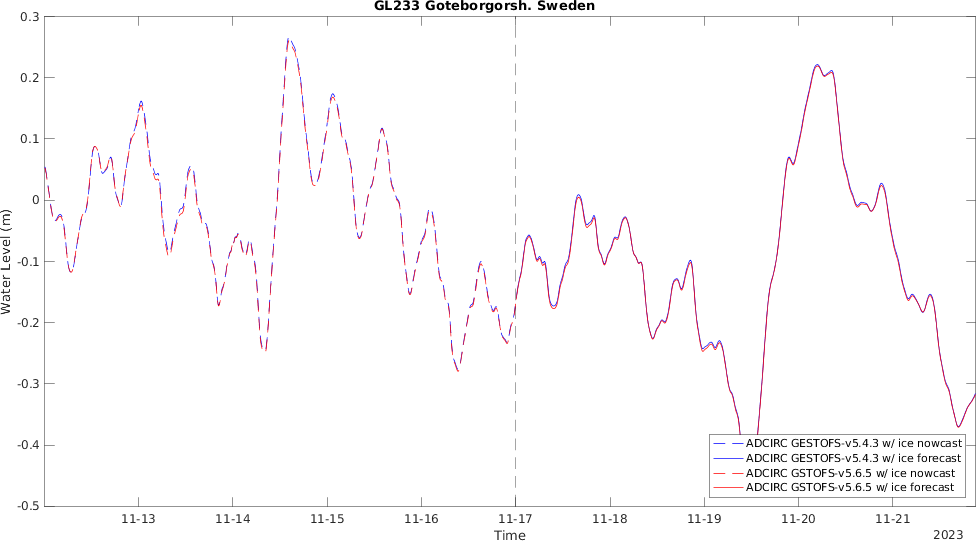 GL233 Goteborgorsh. Sweden
0.3
0.2
0.1
0
-0.1
-0.2
-0.3
-0.4
-0.5
Water Level (m)
ADCIRC GESTOFS-v5.4.3 w/ ice nowcast
ADCIRC GESTOFS-v5.4.3 w/ ice forecast
ADCIRC GSTOFS-v5.6.5 w/ ice nowcast
ADCIRC GSTOFS-v5.6.5 w/ ice forecast
11-13 11-14 11-15 11-16 11-17 11-18 11-19 11-20 11-21
Time
2023